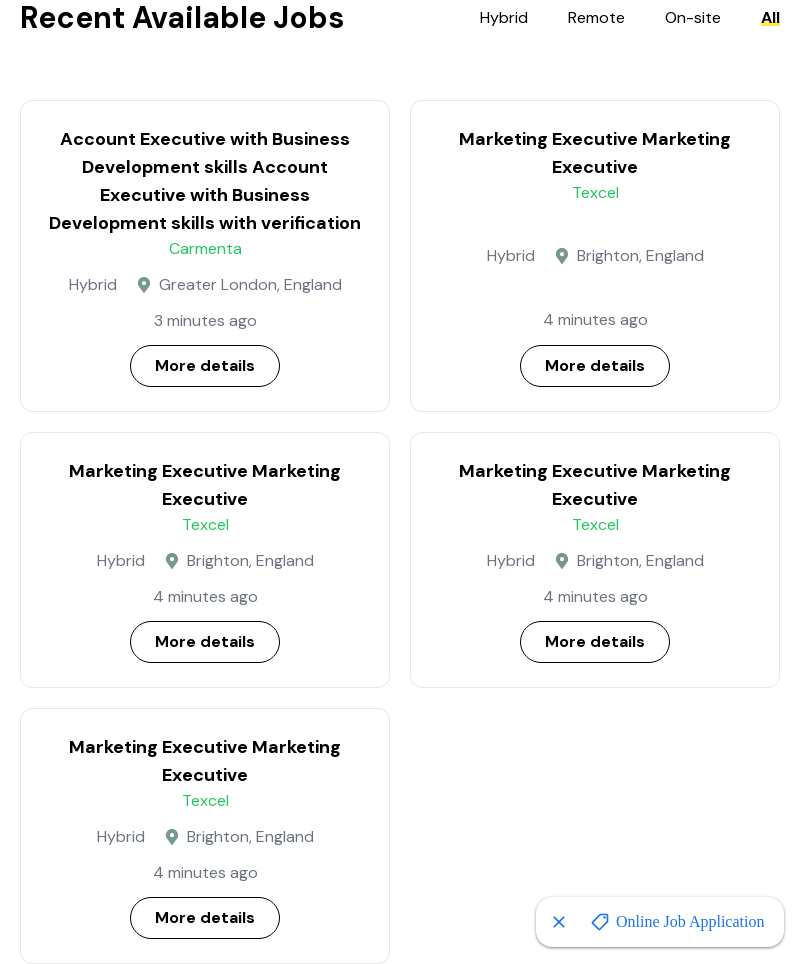 Recent Available Jobs
Hybrid Remote On-site All
Account Executive with Business
Development skills Account
Executive with Business
Development skills with verification
Carmenta
Hybrid Greater London, England
3 minutes ago
More details
Marketing Executive Marketing
Executive
Texcel
Hybrid Brighton, England
4 minutes ago
More details
Marketing Executive Marketing
Executive
Texcel
Hybrid Brighton, England
4 minutes ago
More details
Marketing Executive Marketing
Executive
Texcel
Hybrid Brighton, England
4 minutes ago
More details
Marketing Executive Marketing
Executive
Texcel
Hybrid Brighton, England
4 minutes ago
More details
Online Job Application